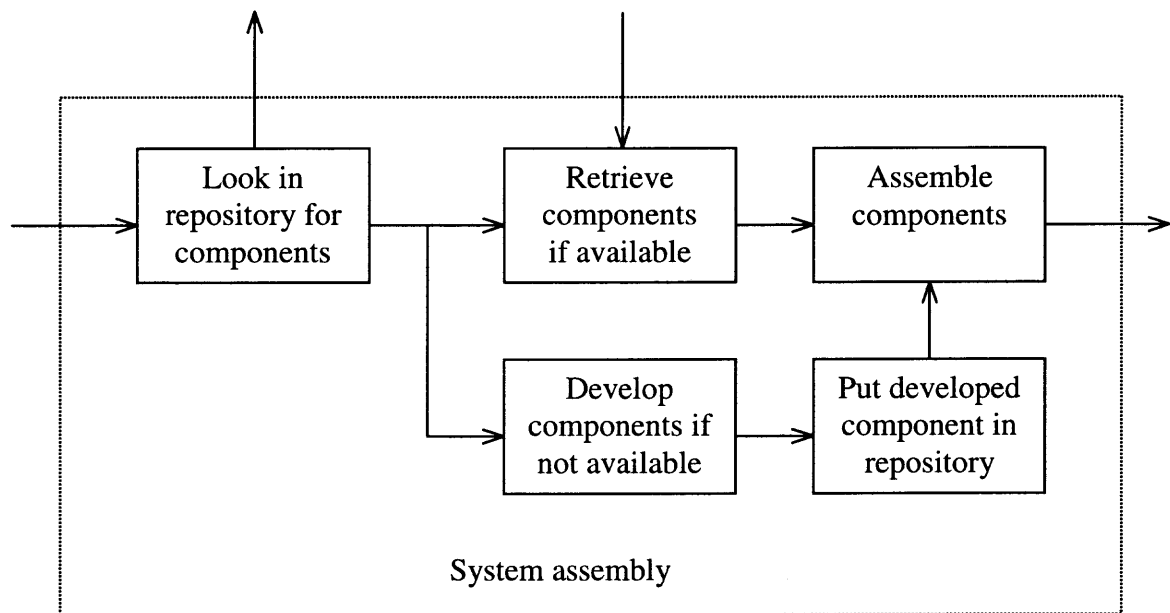 Look in
repository for
components
Retrieve
components
if available
Assemble
components
Develop
components if
not available
Put developed
component in
repository
System assembly